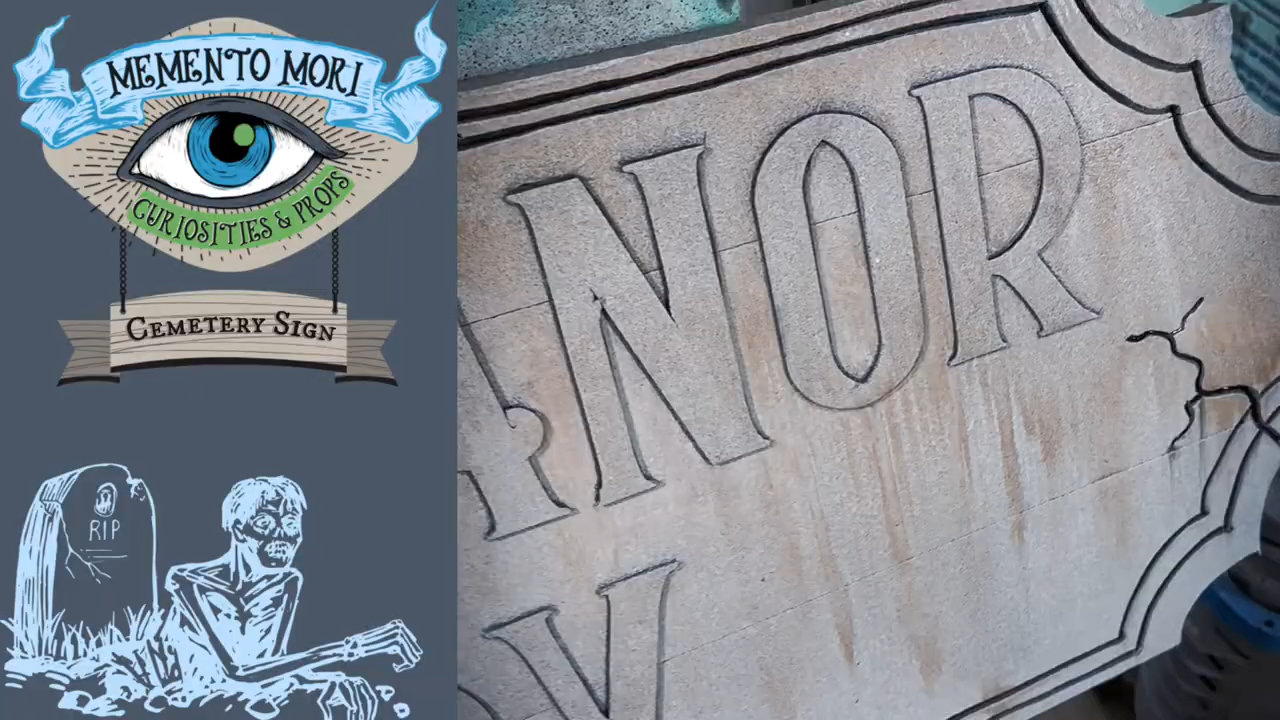 MEMENTO MORI
CURIOSITIES & PROPS
CEMETERY SIGN
RIP
NOR